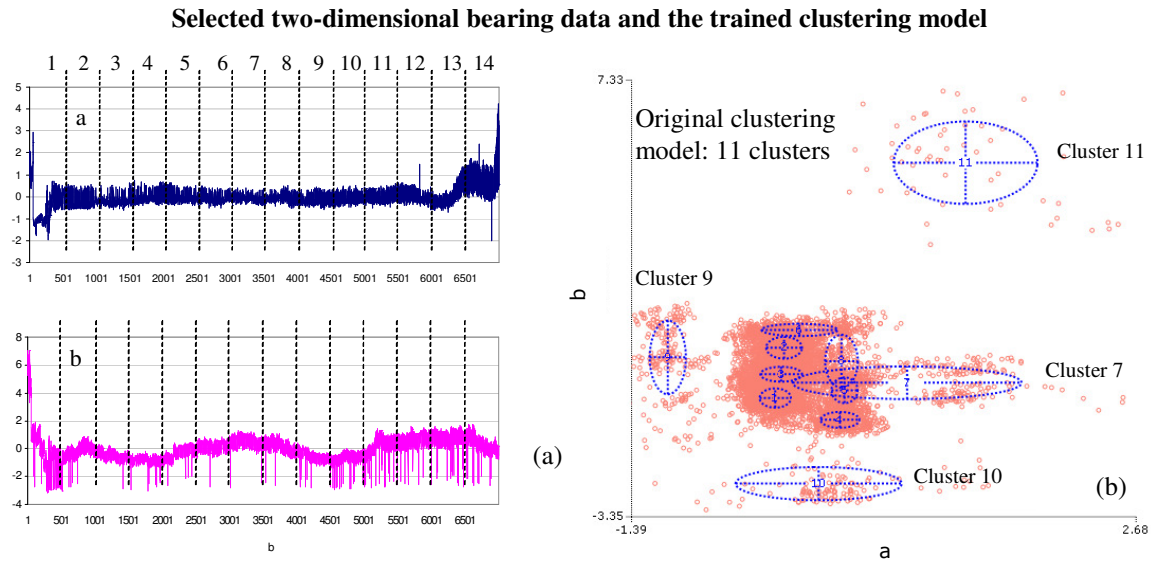 Selected two-dimensional bearing data and the trained clustering model
1 2 3 4 5 6 7 8 9 10 11 12 13 14
a
5
4
3
2
1
0
-1
-2
-3
1 501 1001 1501 2001 2501 3001 3501 4001 4501 5001 5501 6001 6501
b
8
6
4
2
0
-2
-4
1 501 1001 1501 2001 2501 3001 3501 4001 4501 5001 5501 6001 6501
b
(a)
7.33
Original clustering
model: 11 clusters
11
Cluster 11
Cluster 9
b
9
7
Cluster 7
10
Cluster 10
(b)
-3.35
-1.39
2.68
a